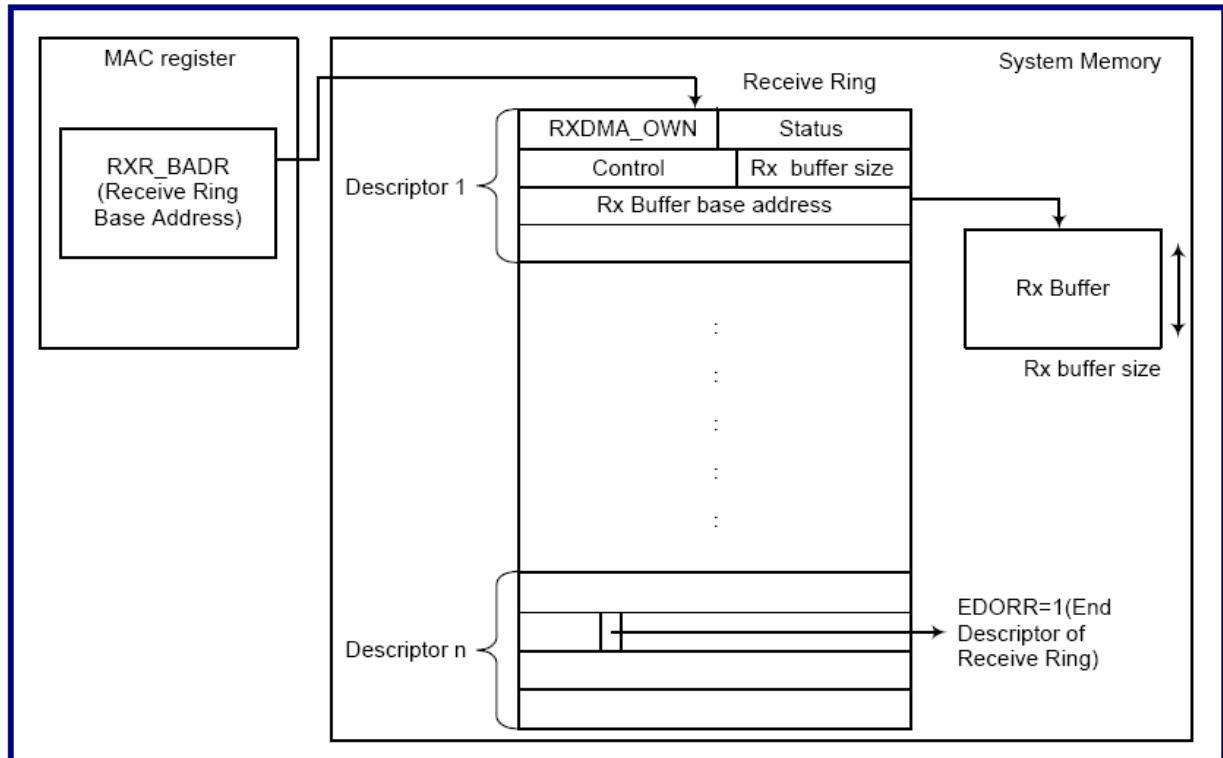 MAC register
System Memory
Receive Ring
RXR_BADR
(Receive Ring
Base Address)
RXDMA_OWN
Status
Control
Rx buffer size
Descriptor 1
Rx Buffer base address
Rx Buffer
Rx buffer size
:
:
:
:
:
Descriptor n
EDORR=1(End
Descriptor of
Receive Ring)